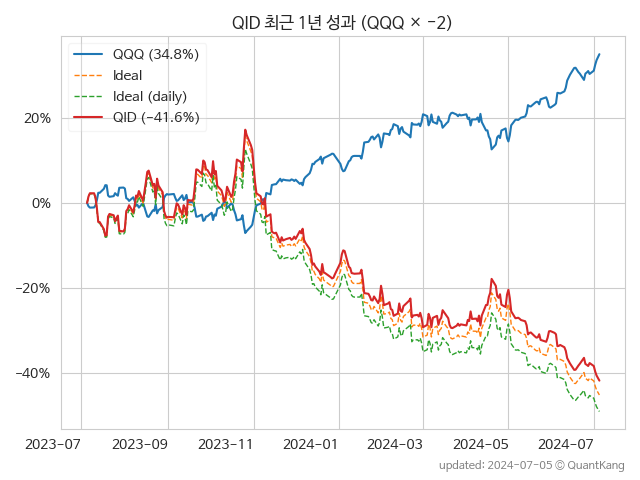 QID 최근 1년 성과 (QQQ × −2)
QQQ (34.8%)
Ideal
Ideal (daily)
QID (−41.6%)
20%
0%
−20%
−40%
2023−07
2023−09
2023−11
2024−01
2024−03
2024−05
2024−07
updated: 2024-07-05 © QuantKang